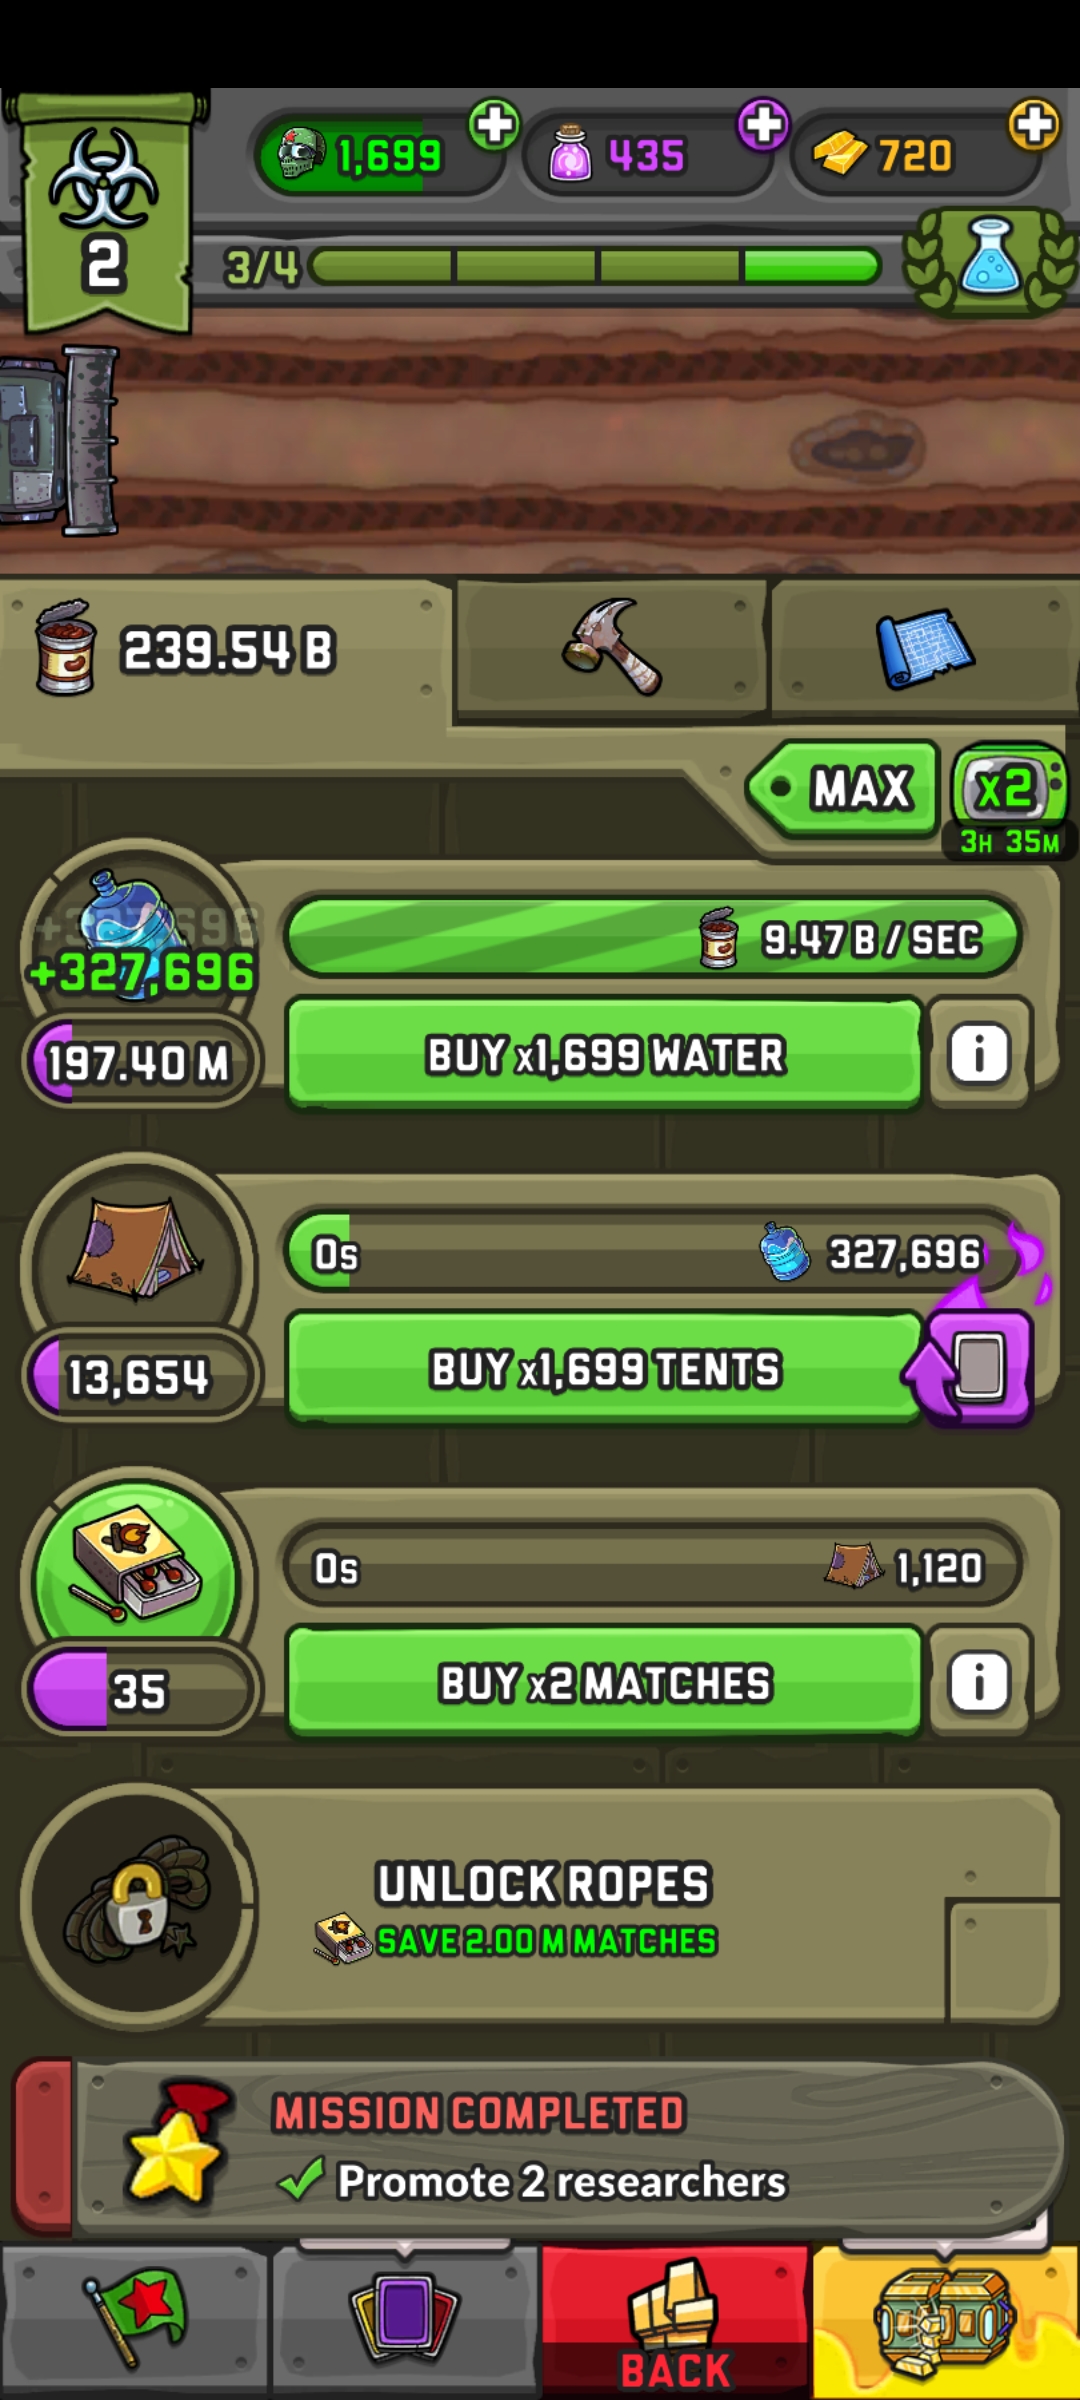 1,699
435
720
2
3/4
239.54 B
MAX
x2
3H 35M
+327,696
+327,696
9.47 B / SEC
197.40 M
BUY x1,699 WATER
i
0s
327,696
13,654
BUY x1,699 TENTS
0s
1,120
35
BUY x2 MATCHES
i
UNLOCK ROPES
SAVE 2.00 M MATCHES
MISSION COMPLETED
Promote 2 researchers
BACK